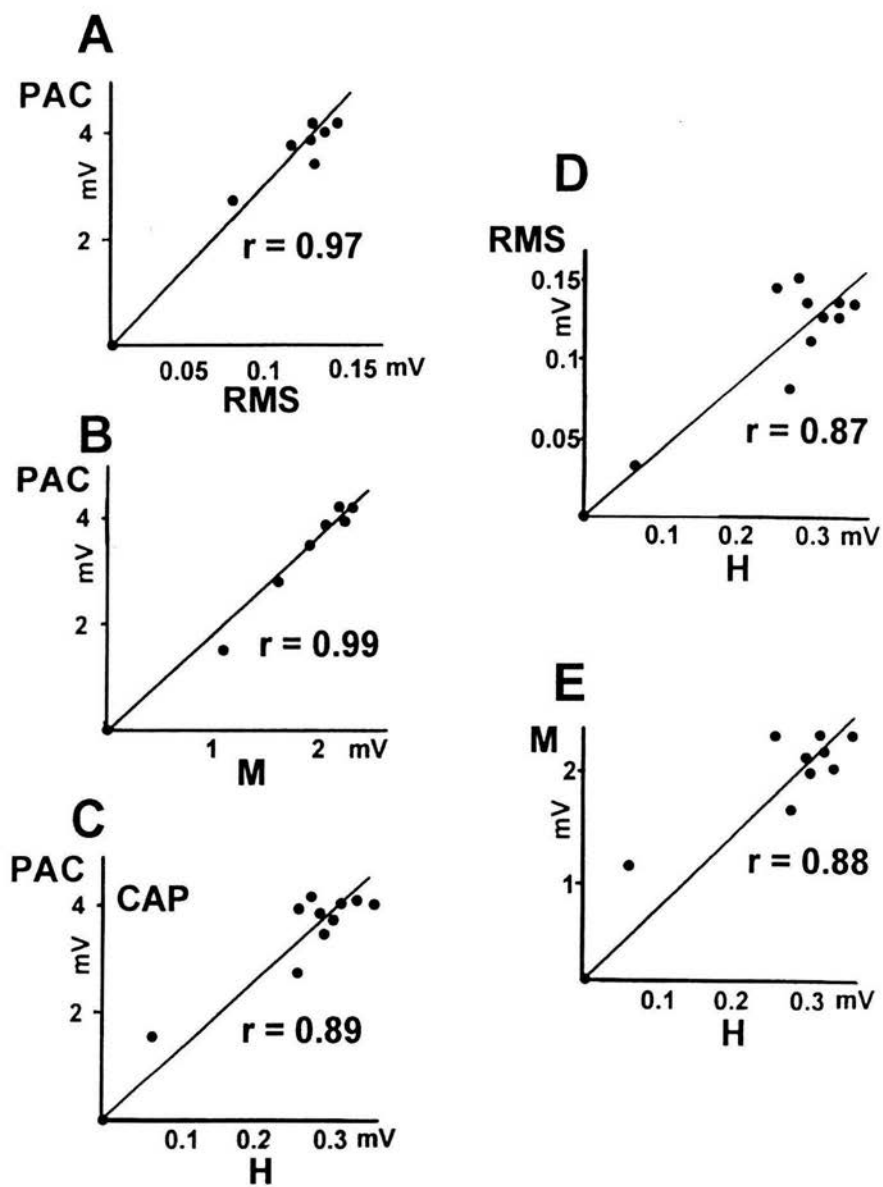 A
PAC
4
mV
2
r = 0.97
0.05 0.1 0.15 mV
RMS
B
PAC
4
mV
2
r = 0.99
1 2 mV
M
C
PAC
CAP
4
mV
2
r = 0.89
0.1 0.2 0.3 mV
H
D
RMS
0.15
mV
0.1
0.05
r = 0.87
0.1 0.2 0.3 mV
H
E
M
2
mV
1
r = 0.88
0.1 0.2 0.3 mV
H